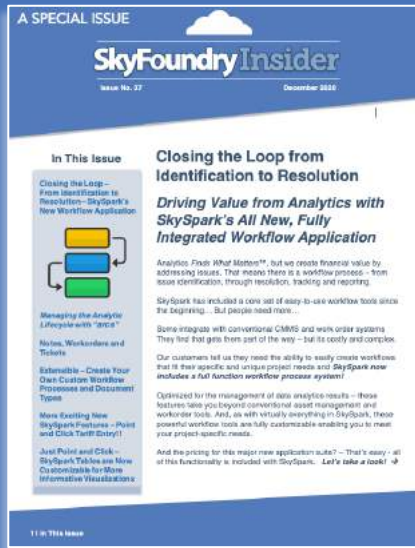 A SPECIAL ISSUE
SkyFoundry Insider
Issue No. 37
December 2020
In This Issue
Closing the Loop –
From Identification to
Resolution – SkySpark's
New Workflow Application
Managing the Analytic
Lifecycle with
Notes, Workorders and
Tickets
Extensible – Create Your
Own Custom Workflow
Processes and Document
Types
More Exciting New
SkySpark Features – Point
and Click Tariff Entry!!
Just Point and Click –
SkySpark Tables are Now
Customizable for More
Informative Visualizations
Closing the Loop from
Identification to Resolution
Driving Value from Analytics with
SkySpark's All New, Fully
Integrated Workflow Application
Analytics Finds What Matters™, but we create financial value by
addressing issues. That means there is a workflow process – from
issue identification, through resolution, tracking and reporting.
SkySpark has included a core set of easy-to-use workflow tools since
the beginning... But people need more...
Some integrate with conventional CMMS and work order systems
They find that gets them part of the way – but its costly and complex.
Our customers tell us they need the ability to easily create workflows
that fit their specific and unique project needs and SkySpark now
includes a full function workflow process system!
Optimized for the management of data analytics results – these
features take you beyond conventional asset management and
workorder tools. And, as with virtually everything in SkySpark, these
powerful workflow tools are fully customizable enabling you to meet
your project-specific needs.
And the pricing for this major new application suite? – That's easy - all
of this functionality is included with SkySpark. Let's take a look! →
11 In This Issue